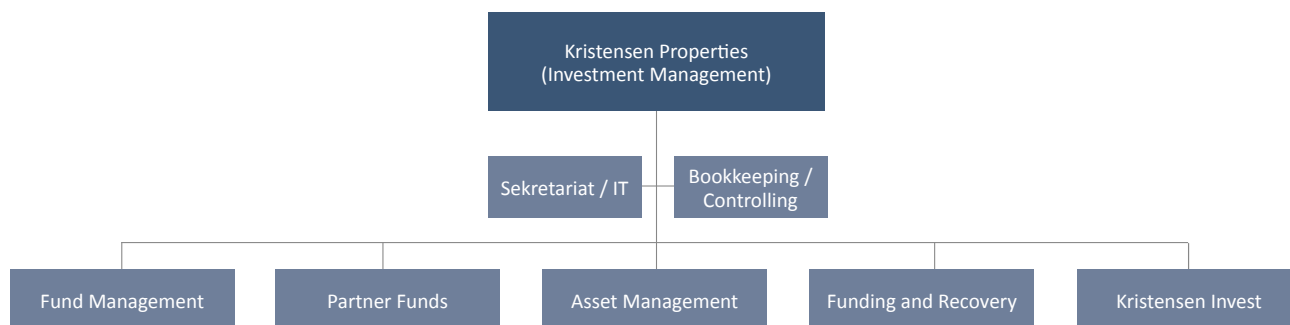 Kristensen Properties
(Investment Management)
Sekretariat / IT
Bookkeeping /
Controlling
Fund Management
Partner Funds
Asset Management
Funding and Recovery
Kristensen Invest